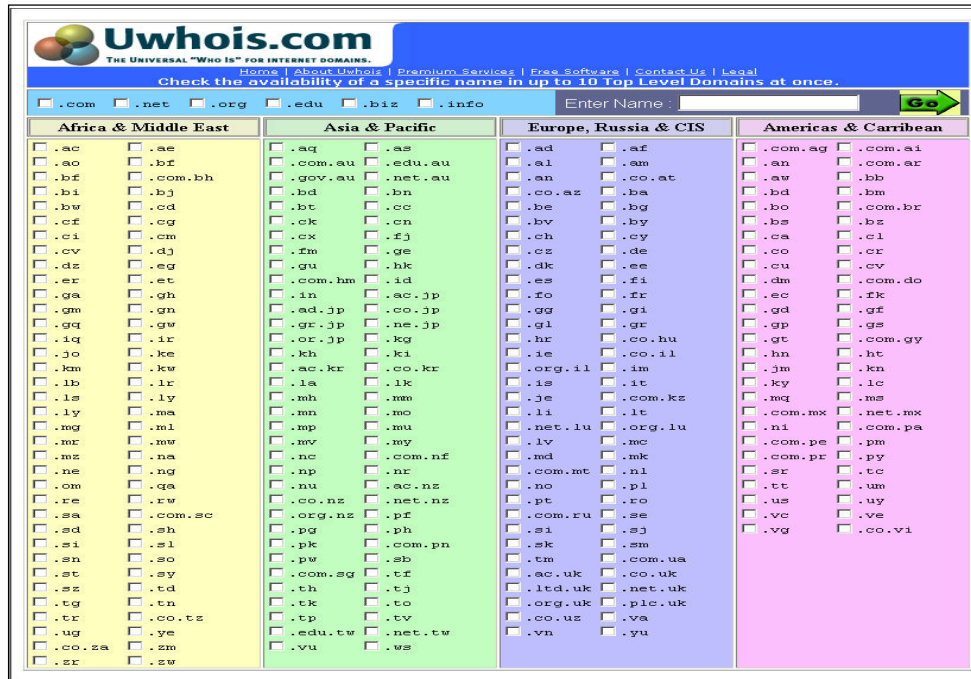 Uwhois.com
THE UNIVERSAL "WHO IS" FOR INTERNET DOMAINS.
Home | About Uwhois | Premium Services | Free Software | Contact Us | Legal
Check the availability of a specific name in up to 10 Top Level Domains at once.
.com .net .org .edu .biz .info Enter Name : Go
Africa & Middle East Asia & Pacific Europe, Russia & CIS Americas & Carribean
.ac .ae .aq .as .ad .af .com.ag .com.ai
.ao .bf .com.au .edu.au .al .am .an .com.ar
.bf .com.bh .gov.au .net.au .an .co.at .aw .bb
.bi .bj .bd .bn .co.az .ba .bd .bm
.bw .cd .bt .cc .be .bg .bo .com.br
.cf .cg .ck .cn .bv .by .bs .bz
.ci .cm .cx .fj .ch .cy .ca .cl
.cv .dj .fm .ge .cz .de .co .cr
.dz .eg .gu .hk .dk .ee .cu .cv
.er .et .com.hm .id .es .fi .dm .com.do
.ga .gh .in .ac.jp .fo .fr .ec .fk
.gm .gn .ad.jp .co.jp .gg .gi .gd .gf
.gq .gw .gr.jp .ne.jp .gl .gr .gp .gs
.iq .ir .or.jp .kg .hr .co.hu .gt .com.gy
.jo .ke .kh .ki .ie .co.il .hn .ht
.km .kw .ac.kr .co.kr .org.il .im .jm .kn
.lb .lr .la .lk .is .it .ky .lc
.ls .ly .mh .mm .je .com.kz .mq .ms
.ly .ma .mn .mo .li .lt .com.mx .net.mx
.mg .ml .mp .mu .net.lu .org.lu .ni .com.pa
.mr .mw .mv .my .lv .mc .com.pe .pm
.mz .na .nc .com.nf .md .mk .com.pr .py
.ne .ng .np .nr .com.mt .nl .sr .tc
.om .qa .nu .ac.nz .no .pl .tt .um
.re .rw .co.nz .net.nz .pt .ro .us .uy
.sa .com.sc .org.nz .pf .com.ru .se .vc .ve
.sd .sh .pg .ph .si .sj .vg .co.vi
.si .sl .pk .com.pn .sk .sm
.sn .so .pw .sb .tm .com.ua
.st .sy .com.sg .tf .ac.uk .co.uk
.sz .td .th .tj .ltd.uk .net.uk
.tg .tn .tk .to .org.uk .plc.uk
.tr .co.tz .tp .tv .co.uz .va
.ug .ye .edu.tw .net.tw .vn .yu
.co.za .zm .vu .ws
.zr .zw